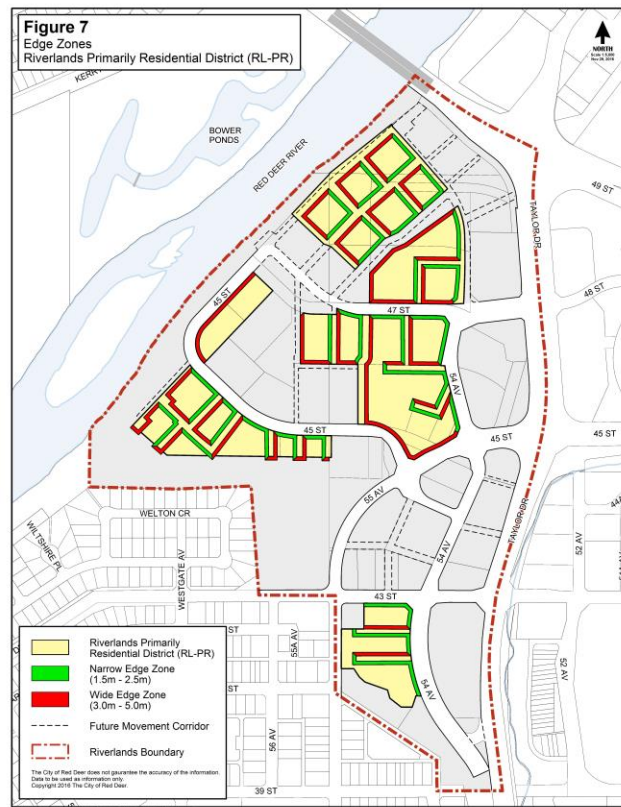 Figure 7
Edge Zones
Riverlands Primarily Residential District (RL-PR)
NORTH
BOWER
PONDS
RED DEER RIVER
TAYLOR DR
49 ST
48 ST
45 ST
47 ST
54 AV
45 ST
45 ST
45 ST
55 AV
54 AV
TAYLOR DR
WELTON CR
WILTSHIRE PL
WESTGATE AV
52 AV
43 ST
55A AV
54 AV
56 AV
52 AV
39 ST
Riverlands Primarily
Residential District (RL-PR)
Narrow Edge Zone
(1.5m - 2.5m)
Wide Edge Zone
(3.0m - 5.0m)
Future Movement Corridor
Riverlands Boundary
The City of Red Deer does not gaurantee the accuracy of the information.
Data to be used as information only.
Copyright 2016 The City of Red Deer.